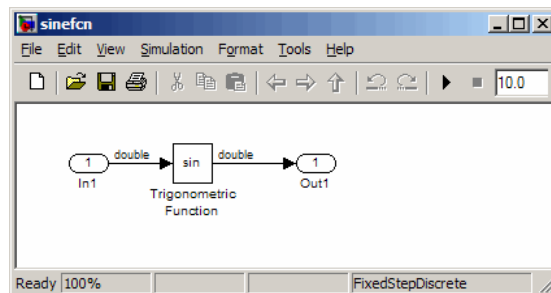 sinefcn
File Edit View Simulation Format Tools Help
10.0
1 double sin double 1
In1 Trigonometric Function Out1
Ready 100% FixedStepDiscrete